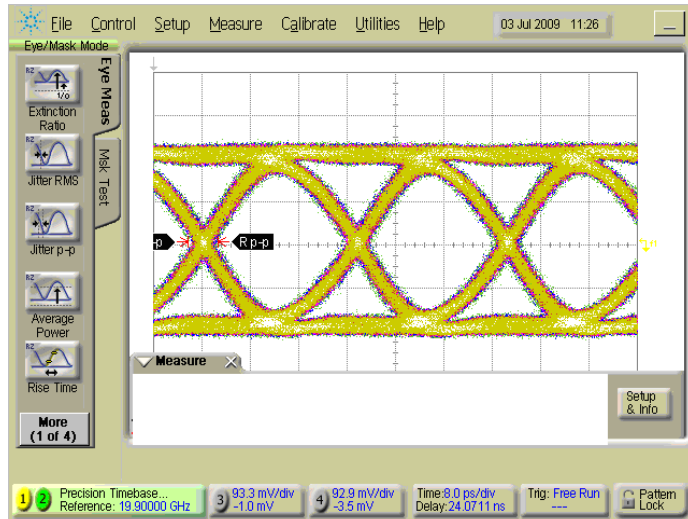 File Control Setup Measure Calibrate Utilities Help 03 Jul 2009 11:26
Eye/Mask Mode
Eye Meas
Msk Test
Extinction
Ratio
Jitter RMS
Jitter p-p
Average
Power
Rise Time
More
(1 of 4)
-p
R p-p
Measure
Setup
& Info
1 2 Precision Timebase...
Reference: 19.90000 GHz
3 93.3 mV/div
-1.0 mV
4 92.9 mV/div
-3.5 mV
Time:8.0 ps/div
Delay:24.0711 ns
Trig: Free Run
---
Pattern
Lock